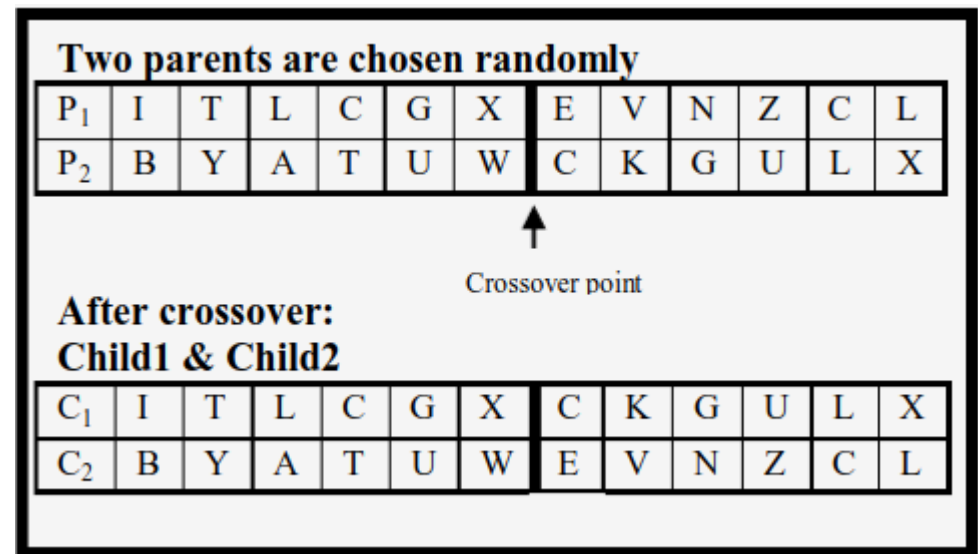 Two parents are chosen randomly
P₁ I T L C G X E V N Z C L
P₂ B Y A T U W C K G U L X
Crossover point
After crossover:
Child1 & Child2
C₁ I T L C G X C K G U L X
C₂ B Y A T U W E V N Z C L